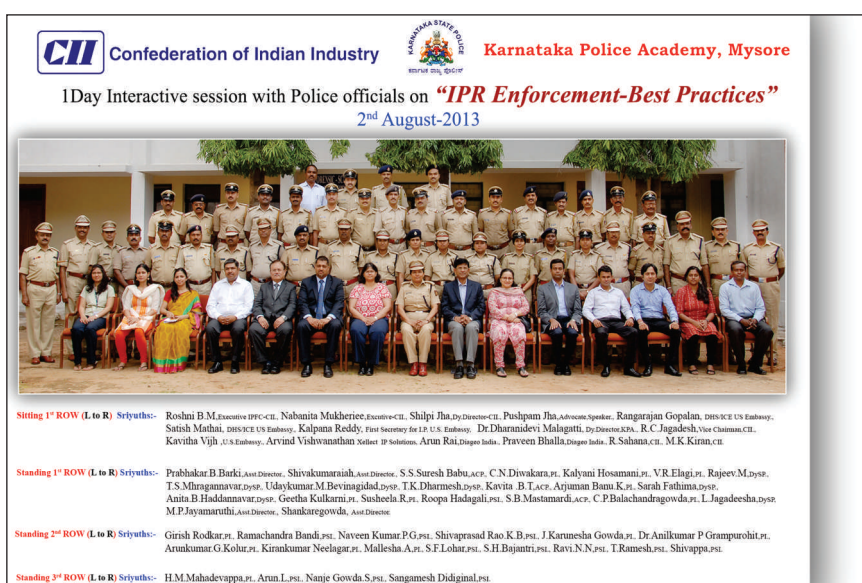 CII Confederation of Indian Industry
KARNATAKA STATE POLICE
ಕರ್ನಾಟಕ ರಾಜ್ಯ ಪೊಲೀಸ್
Karnataka Police Academy, Mysore
1Day Interactive session with Police officials on "IPR Enforcement-Best Practices"
2nd August-2013
Sitting 1st ROW (L to R) Sriyuths:- Roshni B.M,Executive IPFC-CII., Nabanita Mukheriee,Excutive-CII., Shilpi Jha,Dy.Director-CII., Pushpam Jha,Advocate,Speaker., Rangarajan Gopalan, DHS/ICE US Embassy.,
Satish Mathai, DHS/ICE US Embassy., Kalpana Reddy, First Secretary for I.P. U.S. Embassy, Dr.Dharanidevi Malagatti, Dy.Director,KPA., R.C.Jagadesh,Vice Chairman,CII.,
Kavitha Vijh ,U.S.Embassy., Arvind Vishwanathan Xellect IP Solutions, Arun Rai,Diageo India., Praveen Bhalla,Diageo India., R.Sahana,CII., M.K.Kiran,CII.
Standing 1st ROW (L to R) Sriyuths:- Prabhakar.B.Barki,Asst.Director., Shivakumaraiah,Asst.Director., S.S.Suresh Babu,ACP., C.N.Diwakara,PI., Kalyani Hosamani,PI., V.R.Elagi,PI., Rajeev.M,DySP.,
T.S.Mhragannavar,DySP., Udaykumar.M.Bevinagidad,DySP., T.K.Dharmesh,DySP., Kavita .B.T,ACP., Arjuman Banu.K,PI., Sarah Fathima,DySP.,
Anita.B.Haddannavar,DySP., Geetha Kulkarni,PI., Susheela.R,PI., Roopa Hadagali,PSI., S.B.Mastamardi,ACP., C.P.Balachandragowda,PI., L.Jagadeesha,DySP.
M.P.Jayamaruthi,Asst.Director., Shankaregowda, Asst.Director.
Standing 2nd ROW (L to R) Sriyuths:- Girish Rodkar,PI., Ramachandra Bandi,PSI., Naveen Kumar.P.G,PSI., Shivaprasad Rao.K.B,PSI., J.Karunesha Gowda,PI., Dr.Anilkumar P Grampurohit,PI.,
Arunkumar.G.Kolur,PI., Kirankumar Neelagar,PI., Mallesha.A,PI., S.F.Lohar,PSI., S.H.Bajantri,PSI., Ravi.N.N,PSI., T.Ramesh,PSI., Shivappa,PSI.
Standing 3rd ROW (L to R) Sriyuths:- H.M.Mahadevappa,PI., Arun.L,PSI., Nanje Gowda.S,PSI., Sangamesh Didiginal,PSI.